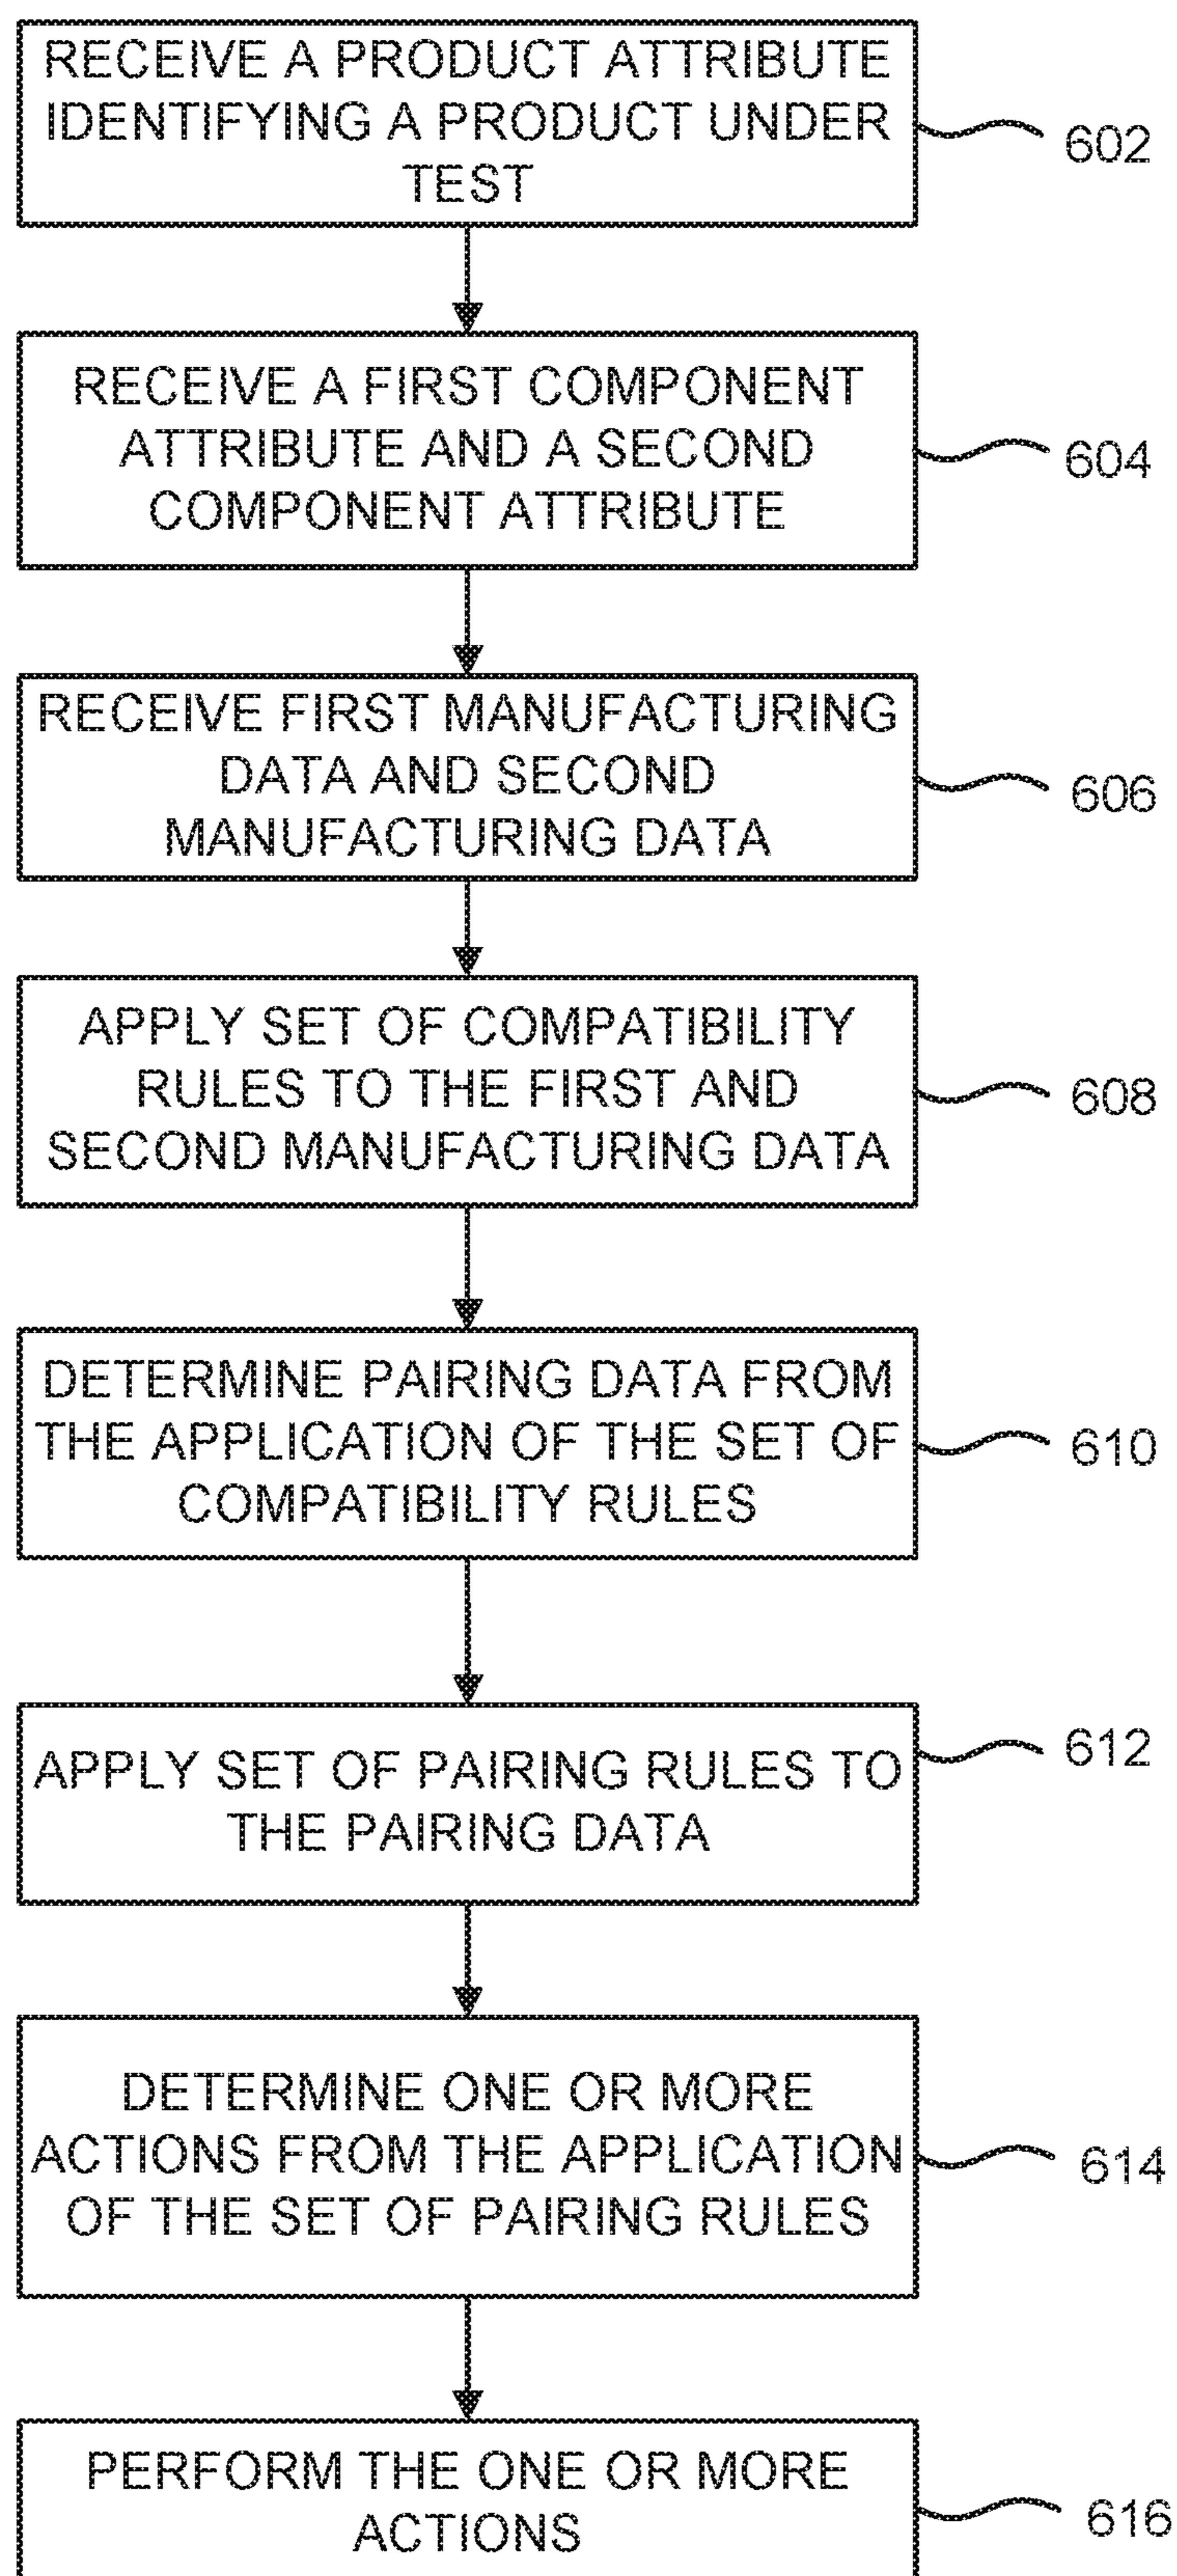 RECEIVE A PRODUCT ATTRIBUTE
IDENTIFYING A PRODUCT UNDER
TEST
602
RECEIVE A FIRST COMPONENT
ATTRIBUTE AND A SECOND
COMPONENT ATTRIBUTE
604
RECEIVE FIRST MANUFACTURING
DATA AND SECOND
MANUFACTURING DATA
606
APPLY SET OF COMPATIBILITY
RULES TO THE FIRST AND
SECOND MANUFACTURING DATA
608
DETERMINE PAIRING DATA FROM
THE APPLICATION OF THE SET OF
COMPATIBILITY RULES
610
APPLY SET OF PAIRING RULES TO
THE PAIRING DATA
612
DETERMINE ONE OR MORE
ACTIONS FROM THE APPLICATION
OF THE SET OF PAIRING RULES
614
PERFORM THE ONE OR MORE
ACTIONS
616